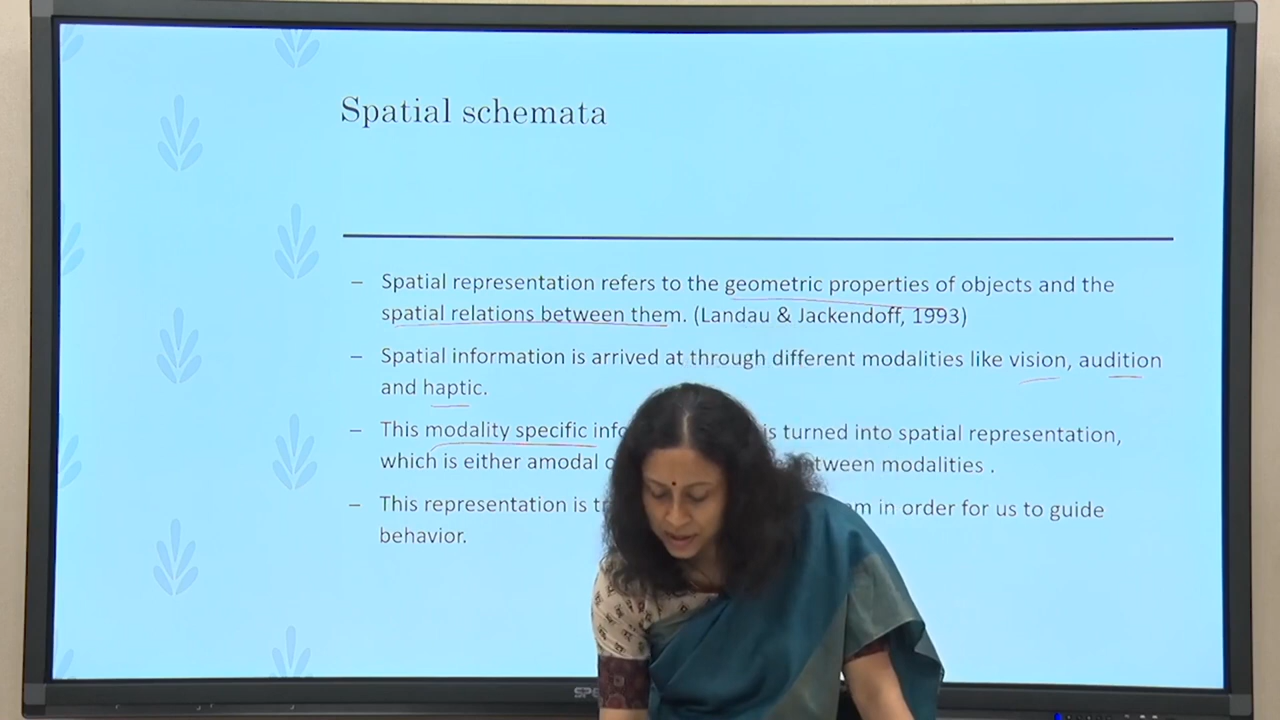 Spatial schemata
– Spatial representation refers to the geometric properties of objects and the
spatial relations between them. (Landau & Jackendoff, 1993)
– Spatial information is arrived at through different modalities like vision, audition
and haptic.
– This modality specific is turned into spatial representation,
which is either amodal between modalities .
– This representation is in order for us to guide
behavior.